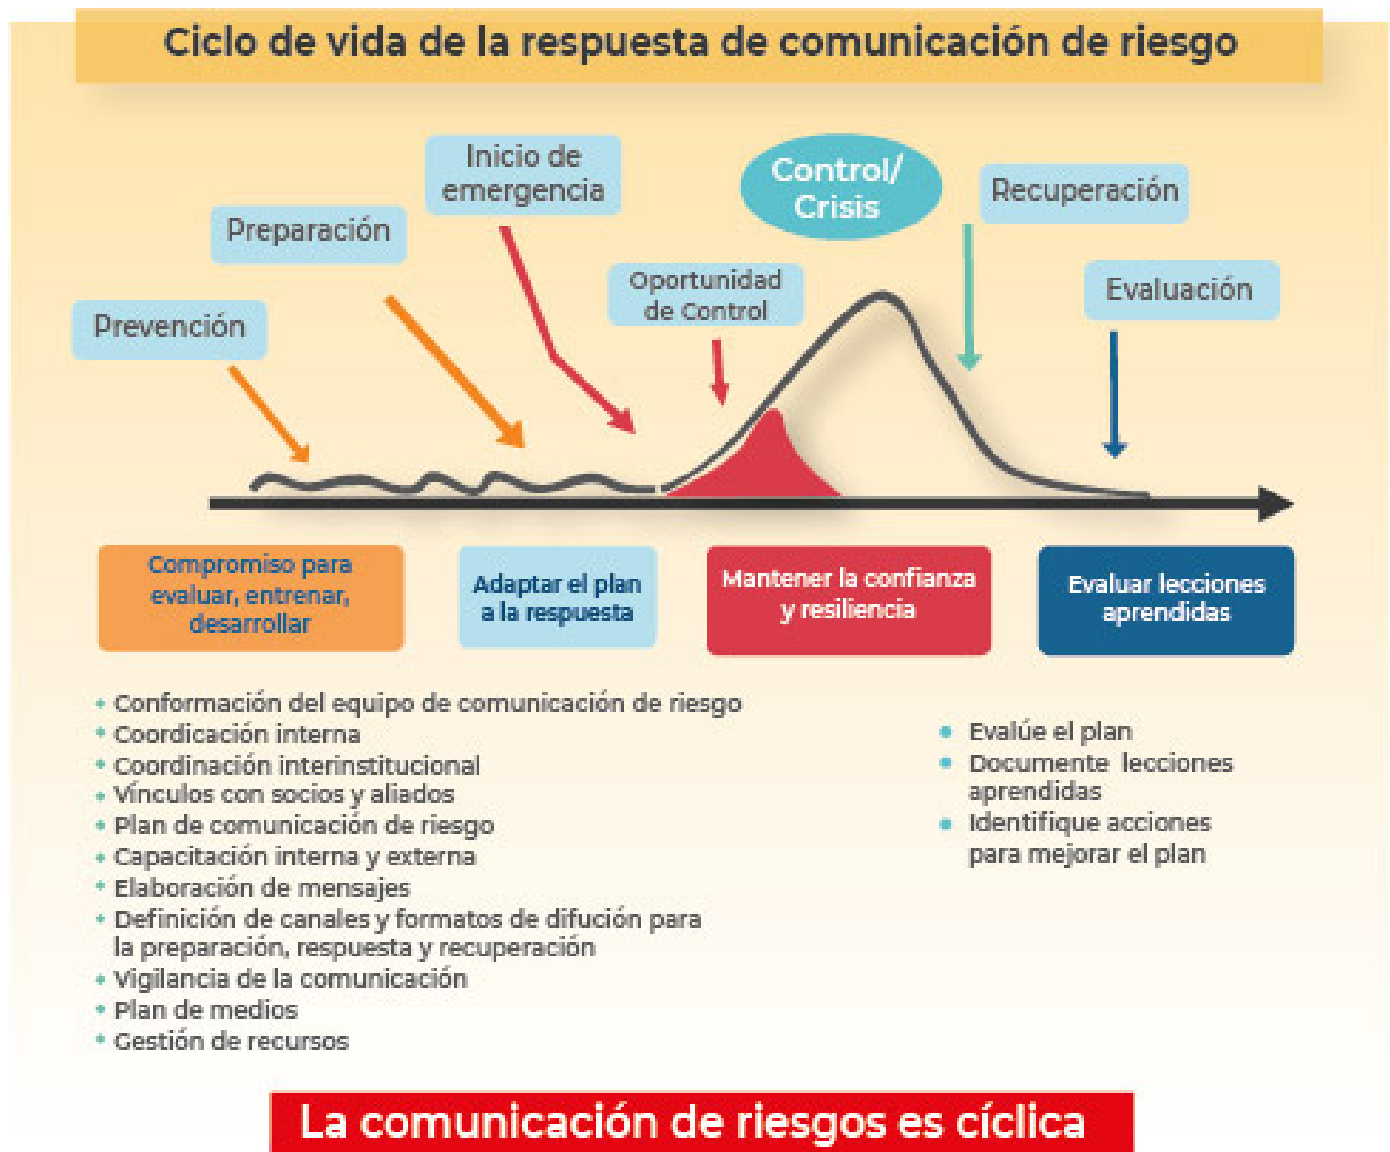 Ciclo de vida de la respuesta de comunicación de riesgo
Inicio de
emergencia
Control/
Crisis
Recuperación
Preparación
Oportunidad
de Control
Evaluación
Prevención
Compromiso para
evaluar, entrenar,
desarrollar
Adaptar el plan
a la respuesta
Mantener la confianza
y resiliencia
Evaluar lecciones
aprendidas
Conformación del equipo de comunicación de riesgo
Coordicación interna
Coordinación interinstitucional
Vínculos con socios y aliados
Plan de comunicación de riesgo
Capacitación interna y externa
Elaboración de mensajes
Definición de canales y formatos de difución para
la preparación, respuesta y recuperación
Vigilancia de la comunicación
Plan de medios
Gestión de recursos
Evalúe el plan
Documente lecciones
aprendidas
Identifique acciones
para mejorar el plan
La comunicación de riesgos es cíclica